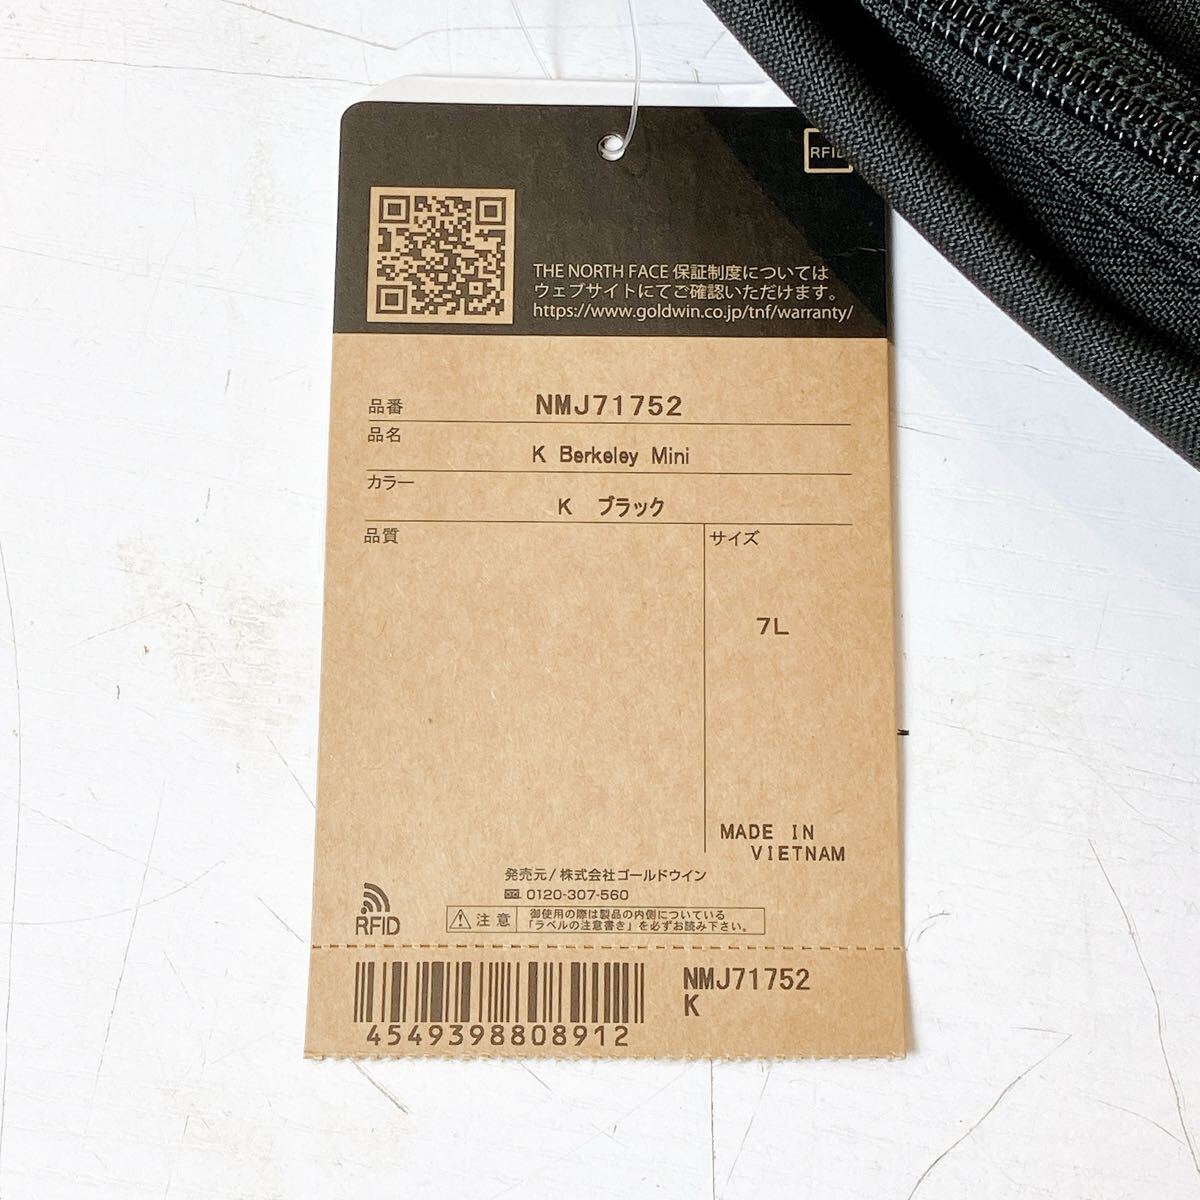 RFID
THE NORTH FACE 保証制度については
ウェブサイトにてご確認いただけます。
https://www.goldwin.co.jp/tnf/warranty/
品番 NMJ71752
品名
K Berkeley Mini
カラー
K ブラック
品質
サイズ
7L
MADE IN
VIETNAM
発売元/株式会社ゴールドウイン
0120-307-560
RFID
注意
御使用の際は製品の内側についている
「ラベルの注意書き」を必ずお読み下さい。
4549398808912
NMJ71752
K